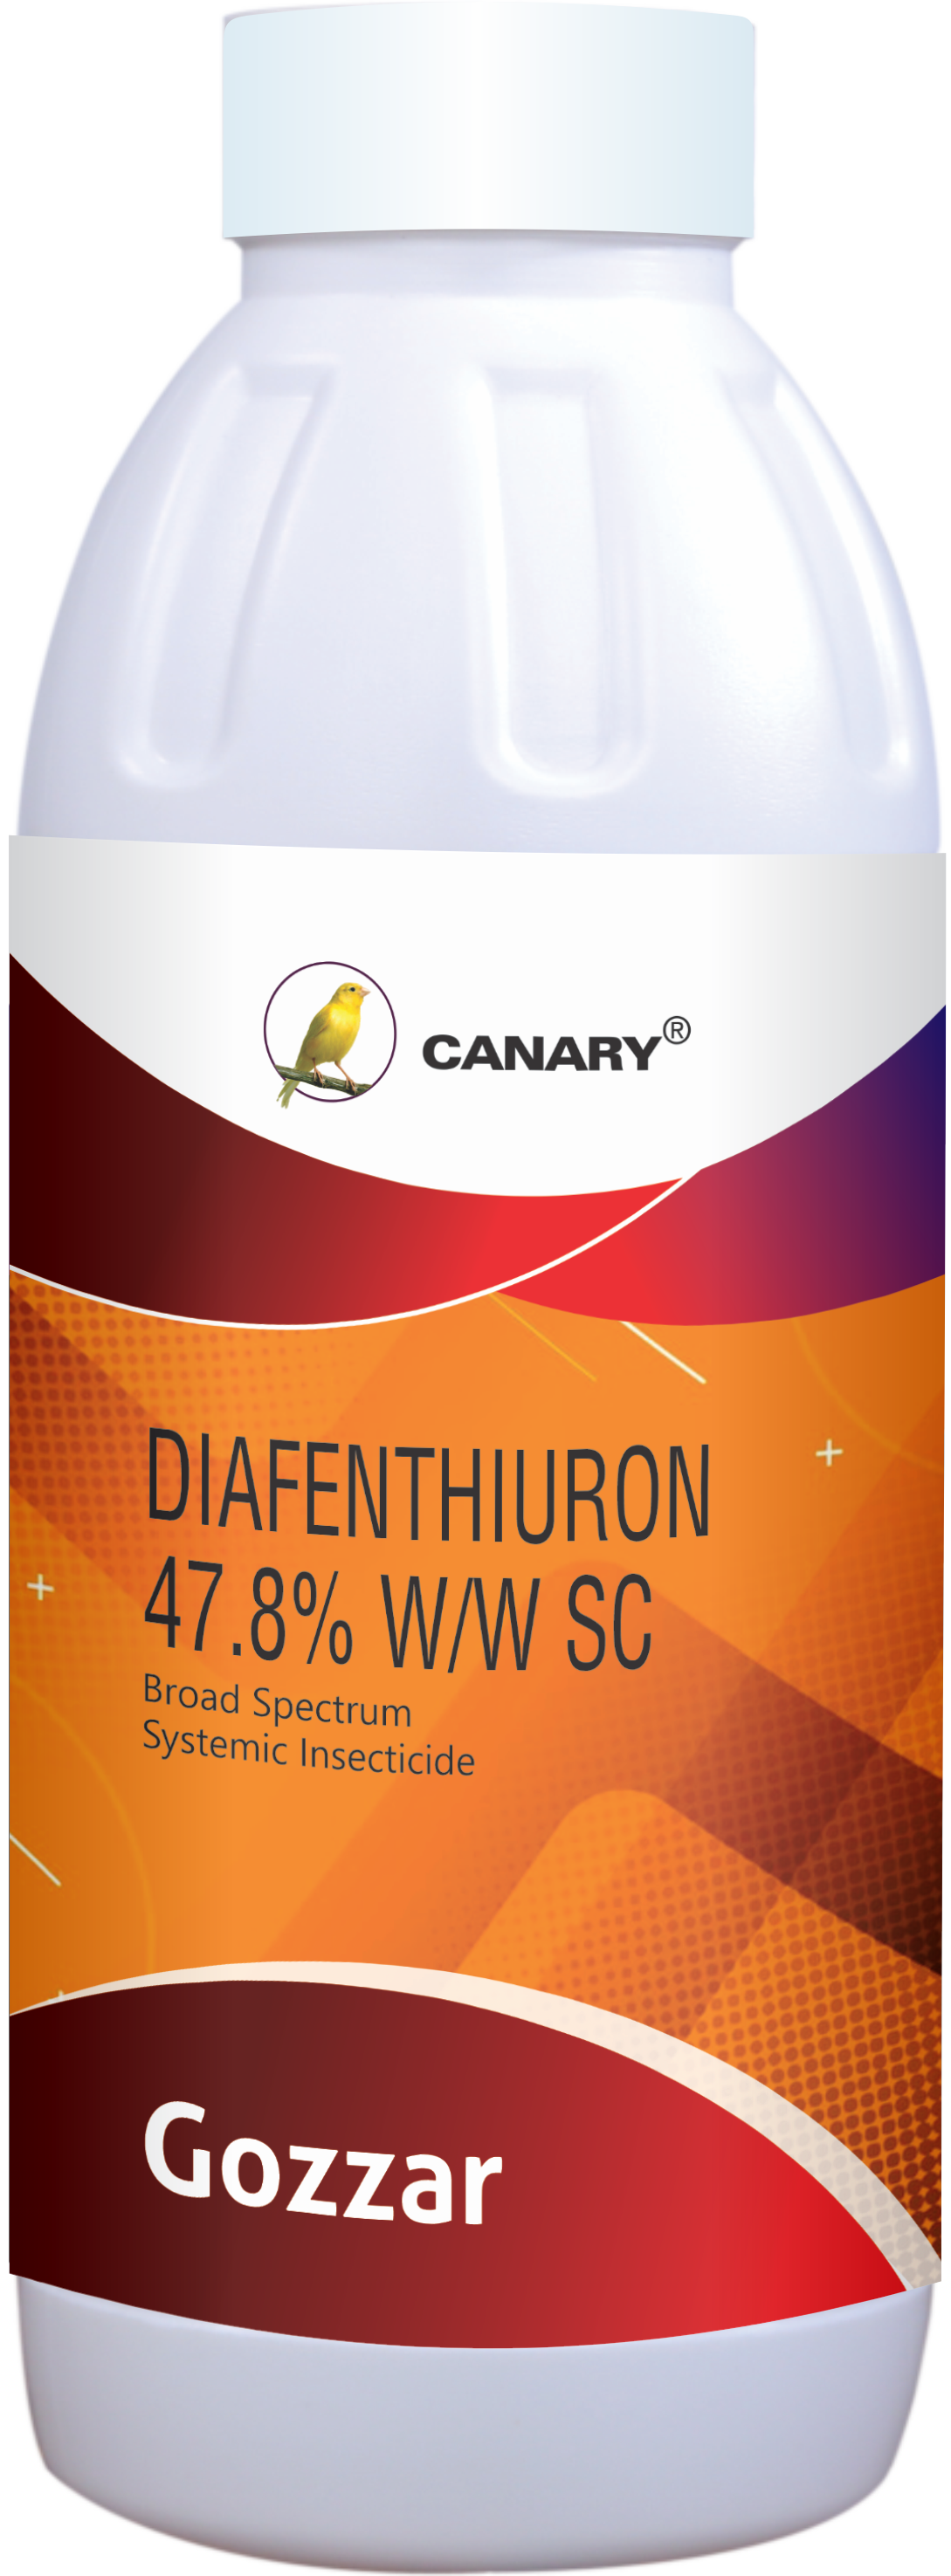 CANARY®
DIAFENTHIURON
47.8% W/W SC
Broad Spectrum
Systemic Insecticide
Gozzar